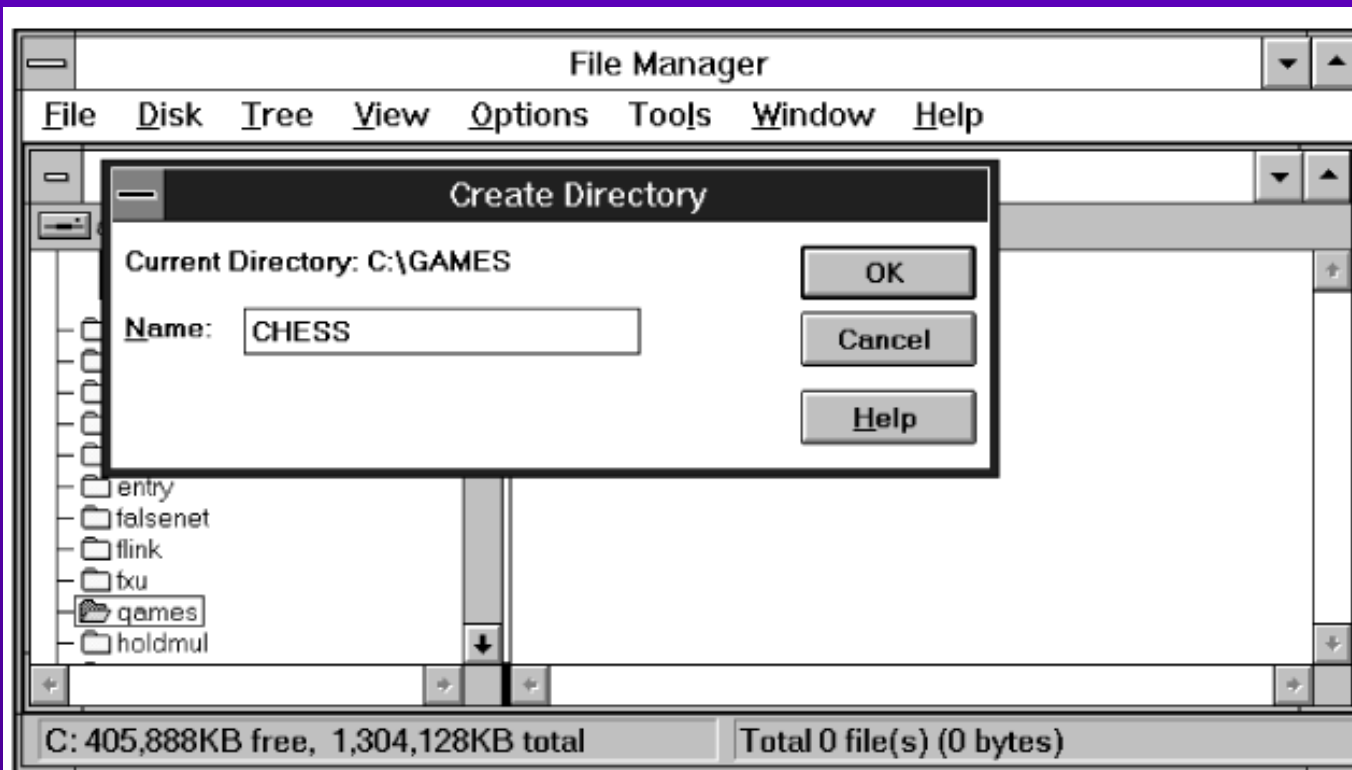 File Manager
File Disk Tree View Options Tools Window Help
Create Directory
Current Directory: C:\GAMES
Name: CHESS
OK
Cancel
Help
entry
falsenet
flink
fxu
games
holdmul
C: 405,888KB free, 1,304,128KB total
Total 0 file(s) (0 bytes)